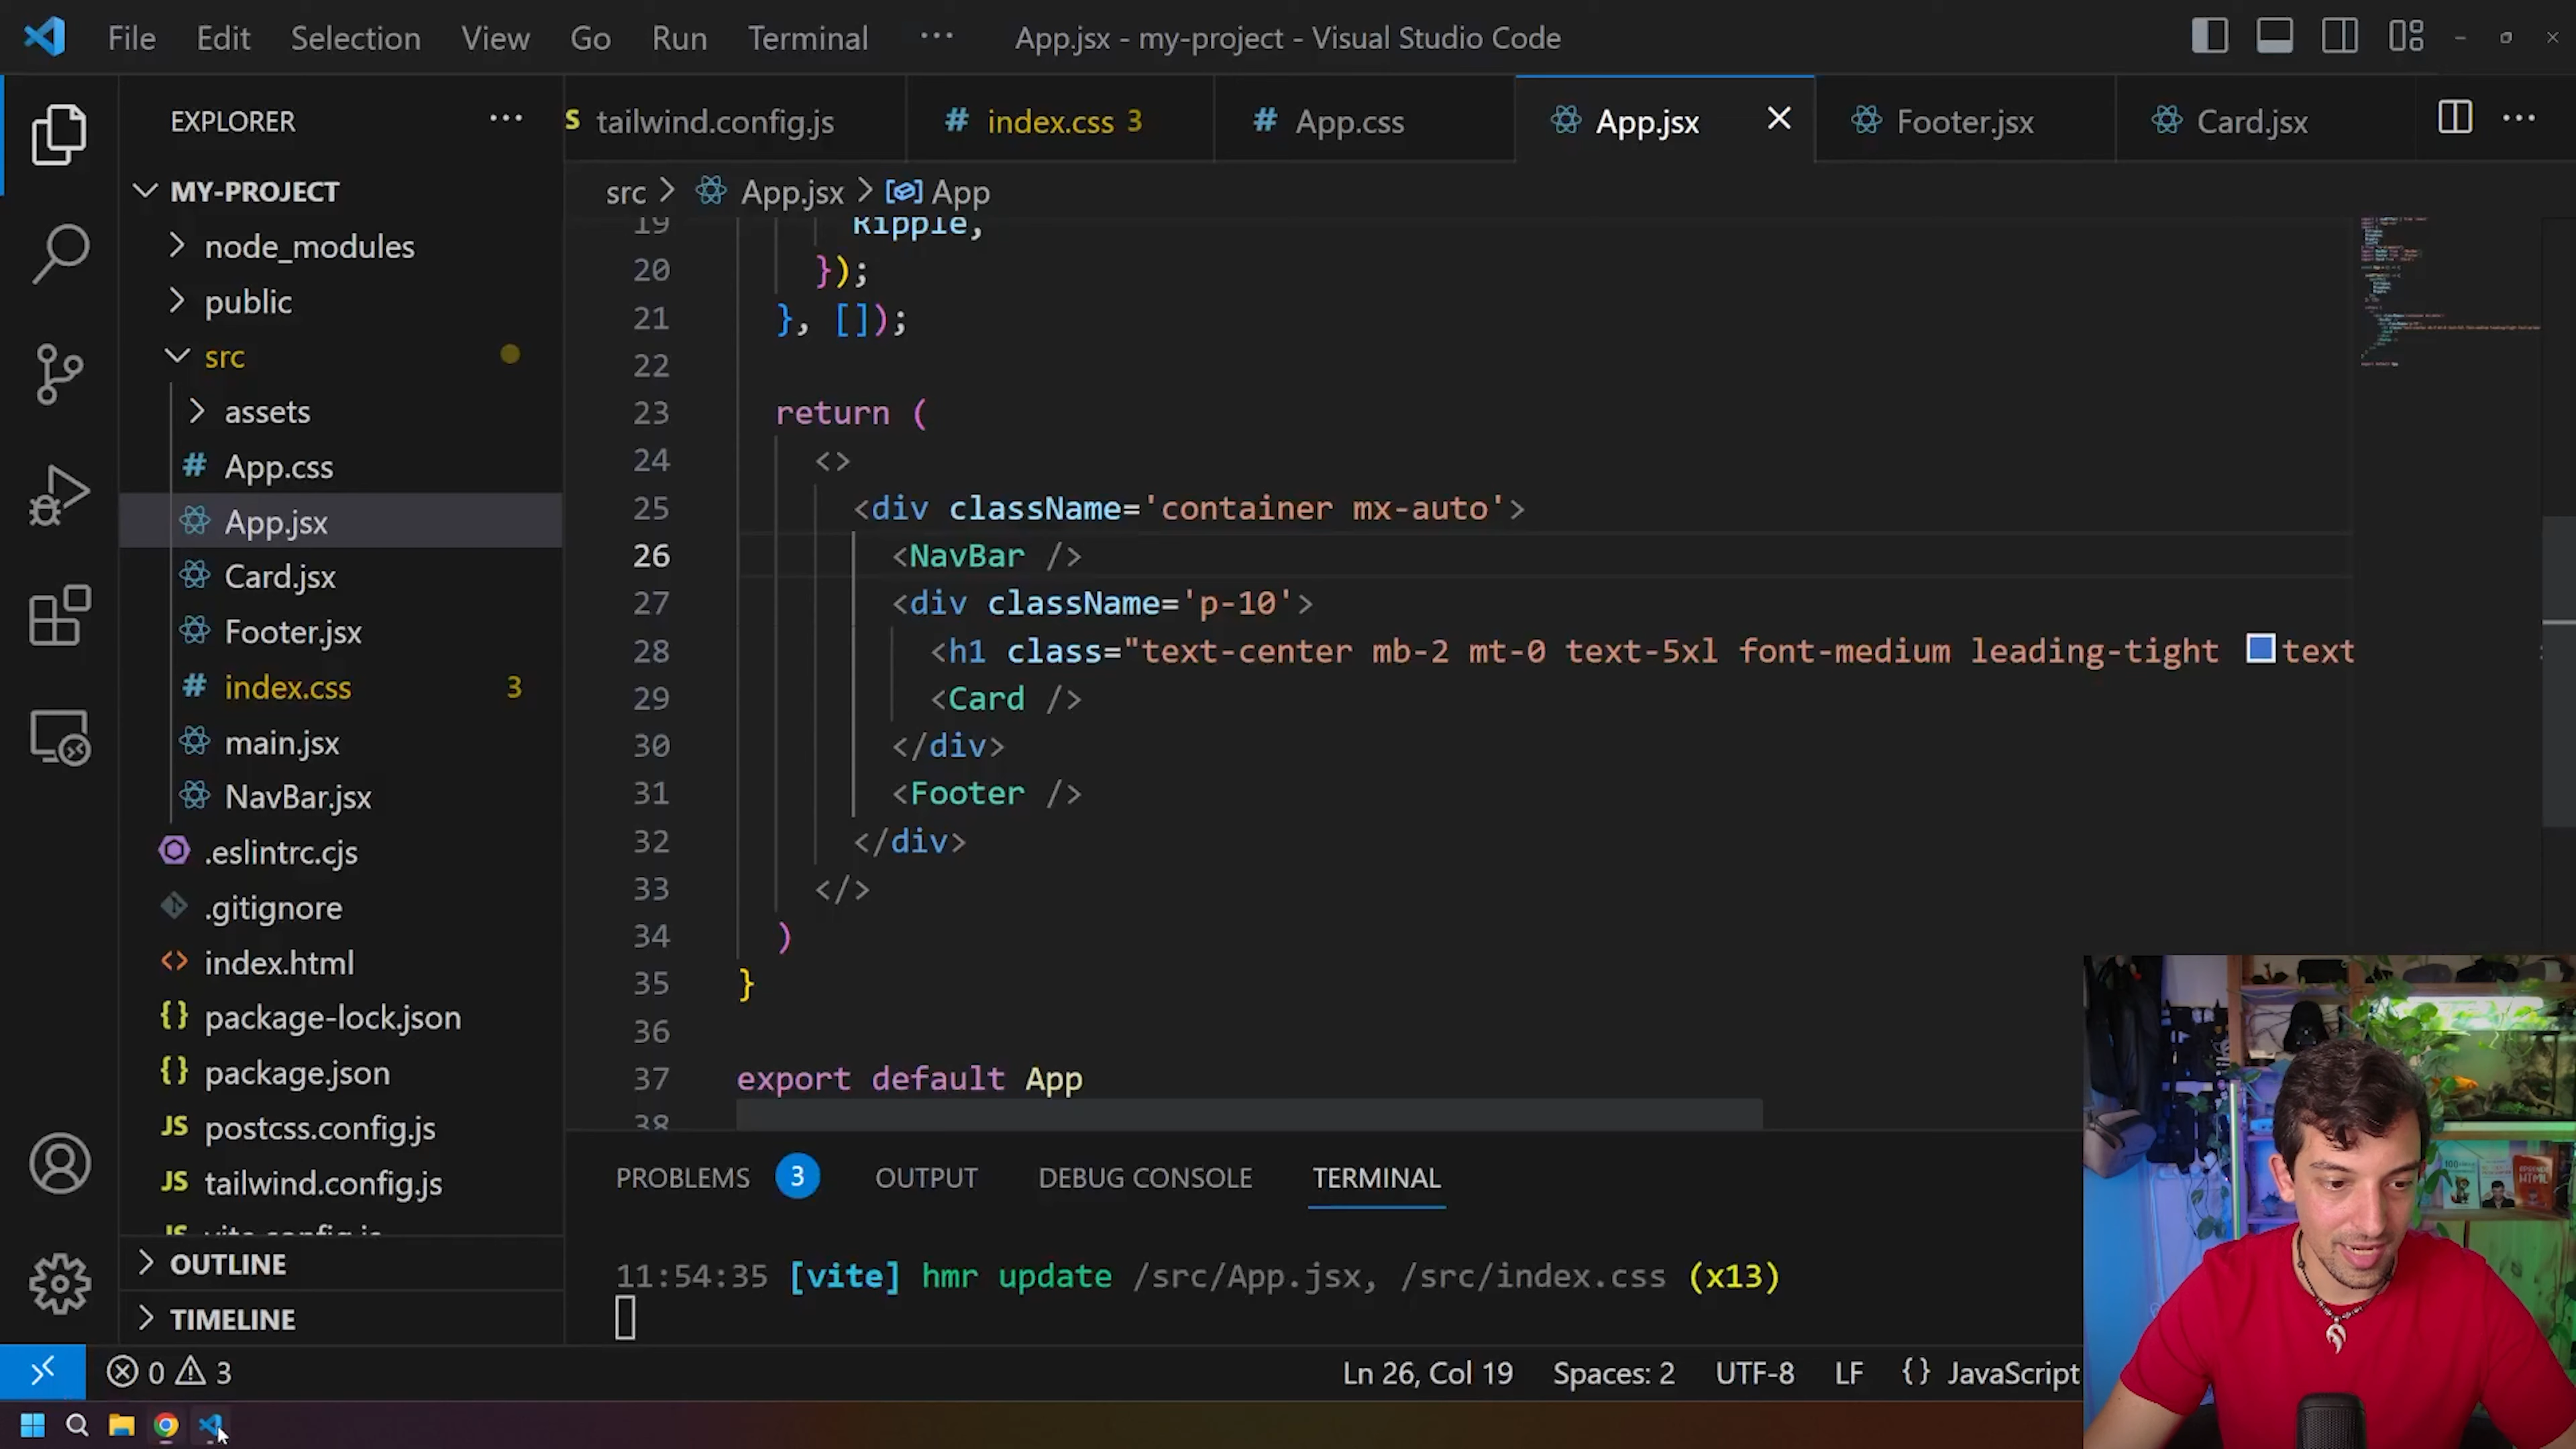 File Edit Selection View Go Run Terminal ··· App.jsx - my-project - Visual Studio Code
EXPLORER ···
MY-PROJECT
node_modules
public
src
assets
# App.css
App.jsx
Card.jsx
Footer.jsx
# index.css 3
main.jsx
NavBar.jsx
.eslintrc.cjs
.gitignore
<> index.html
{} package-lock.json
{} package.json
JS postcss.config.js
JS tailwind.config.js
JS vite.config.js
OUTLINE
TIMELINE
S tailwind.config.js # index.css 3 # App.css App.jsx Footer.jsx Card.jsx ···
src > App.jsx > App
19 Ripple,
20 });
21 }, []);
22
23 return (
24 <>
25 <div className='container mx-auto'>
26 <NavBar />
27 <div className='p-10'>
28 <h1 class="text-center mb-2 mt-0 text-5xl font-medium leading-tight text
29 <Card />
30 </div>
31 <Footer />
32 </div>
33 </>
34 )
35 }
36
37 export default App
38
PROBLEMS 3 OUTPUT DEBUG CONSOLE TERMINAL
11:54:35 [vite] hmr update /src/App.jsx, /src/index.css (x13)
0 3 Ln 26, Col 19 Spaces: 2 UTF-8 LF {} JavaScript